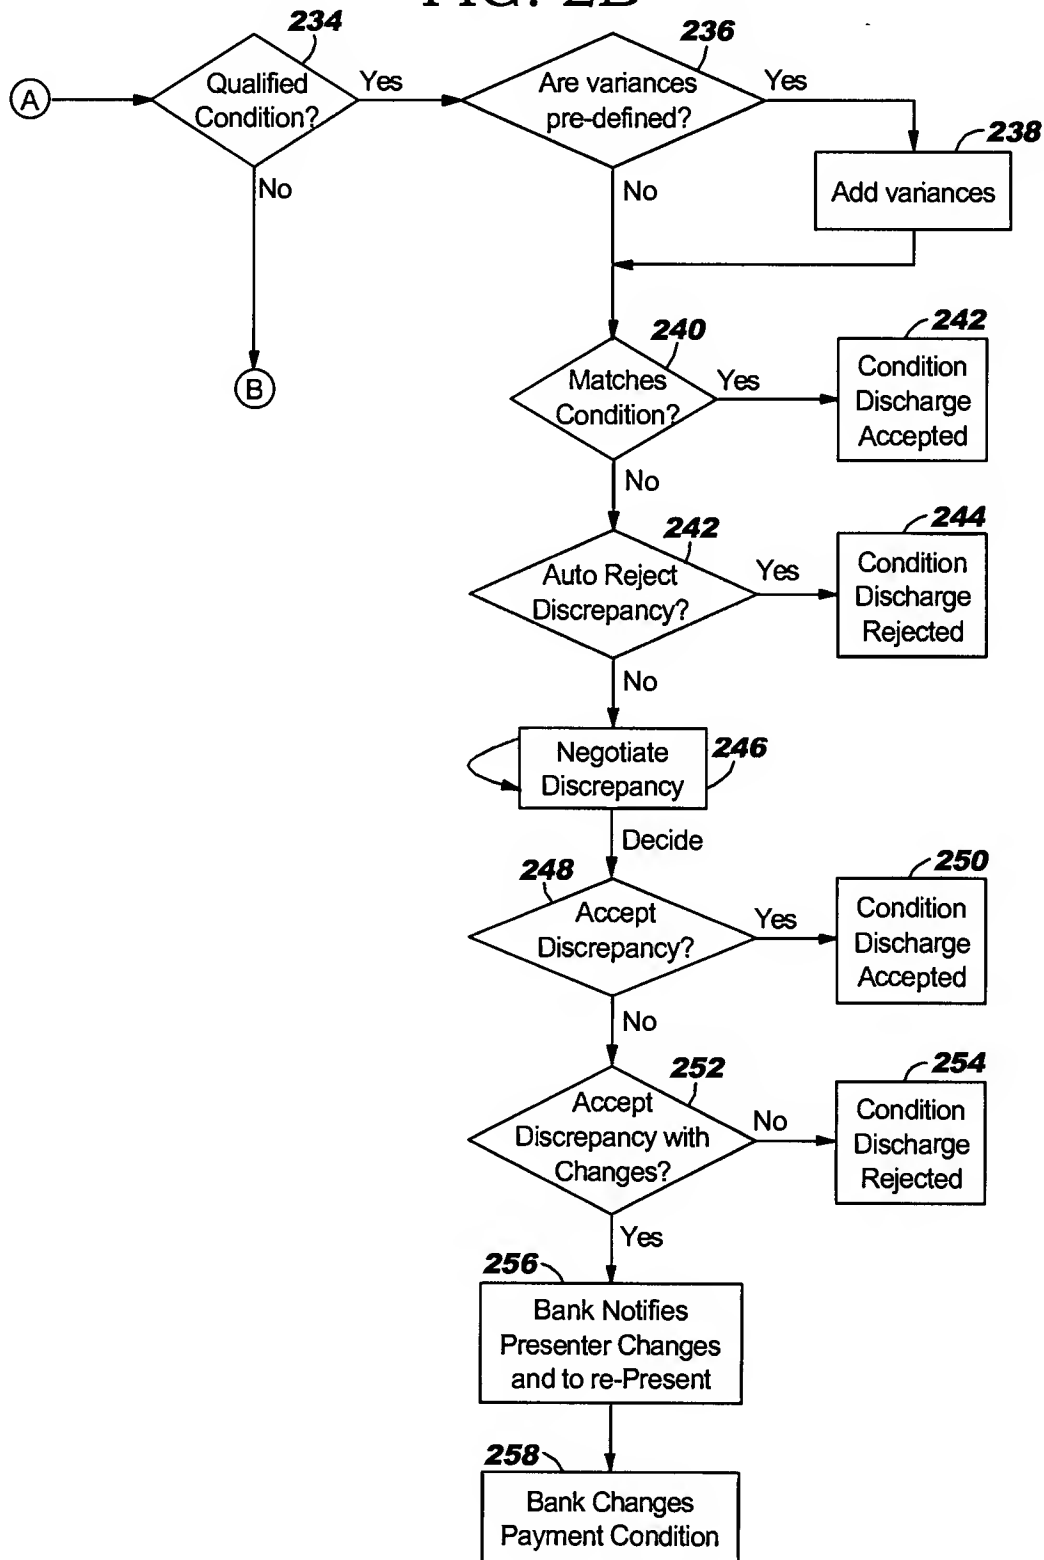 FIG. 2B
234
236
A
Qualified
Condition?
Yes
Are variances
pre-defined?
Yes
238
No
No
Add variances
240
242
B
Matches
Condition?
Yes
Condition
Discharge
Accepted
No
242
244
Auto Reject
Discrepancy?
Yes
Condition
Discharge
Rejected
No
Negotiate
Discrepancy
246
Decide
248
250
Accept
Discrepancy?
Yes
Condition
Discharge
Accepted
No
252
254
Accept
Discrepancy with
Changes?
No
Condition
Discharge
Rejected
Yes
256
Bank Notifies
Presenter Changes
and to re-Present
258
Bank Changes
Payment Condition